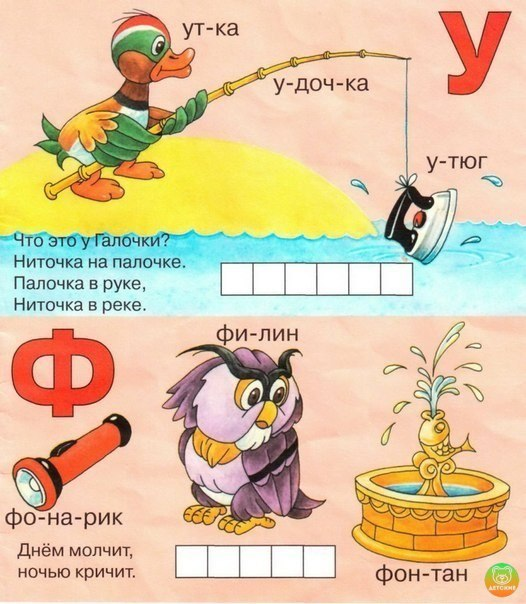 ут-ка
У
у-доч-ка
у-тюг
Что это у Галочки?
Ниточка на палочке.
Палочка в руке,
Ниточка в реке.
Ф
фи-лин
фо-на-рик
Днём молчит,
ночью кричит.
фон-тан
ДЕТСКИЕ